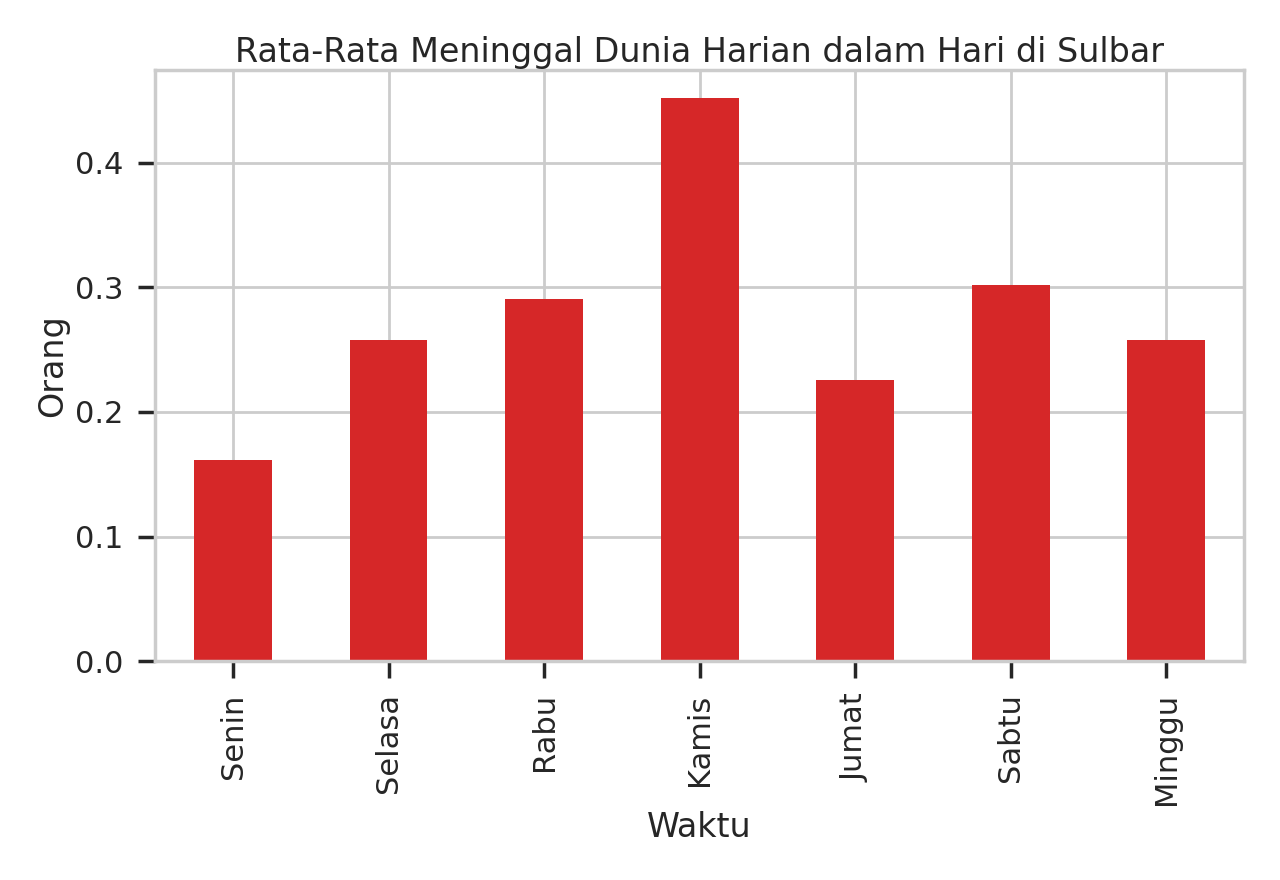 Rata-Rata Meninggal Dunia Harian dalam Hari di Sulbar
Orang
0.4
0.3
0.2
0.1
0.0
Senin
Selasa
Rabu
Kamis
Jumat
Sabtu
Minggu
Waktu